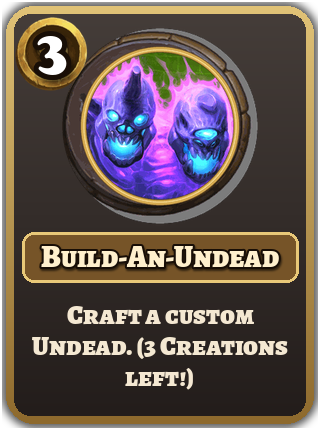 3
Build-An-Undead
Craft a custom
Undead. (3 Creations
left!)